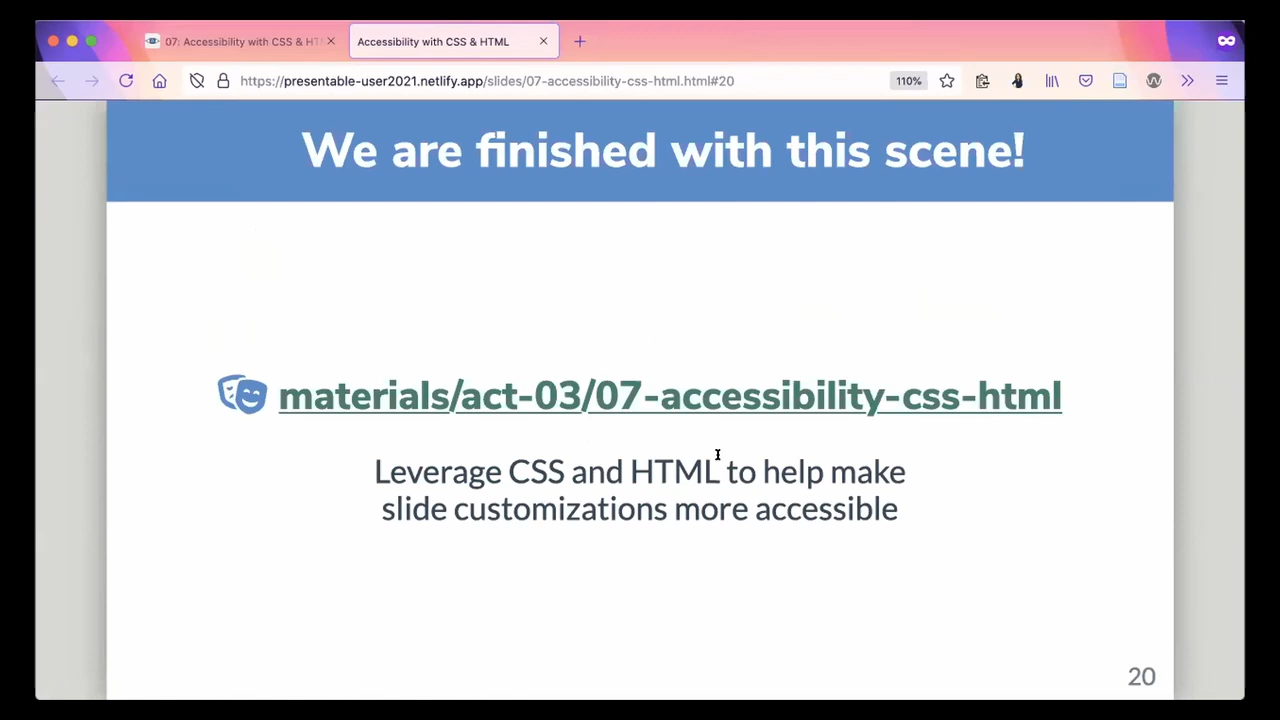 07: Accessibility with CSS & HT
Accessibility with CSS & HTML
https://presentable-user2021.netlify.app/slides/07-accessibility-css-html.html#20
110%
We are finished with this scene!
materials/act-03/07-accessibility-css-html
Leverage CSS and HTML to help make
slide customizations more accessible
20